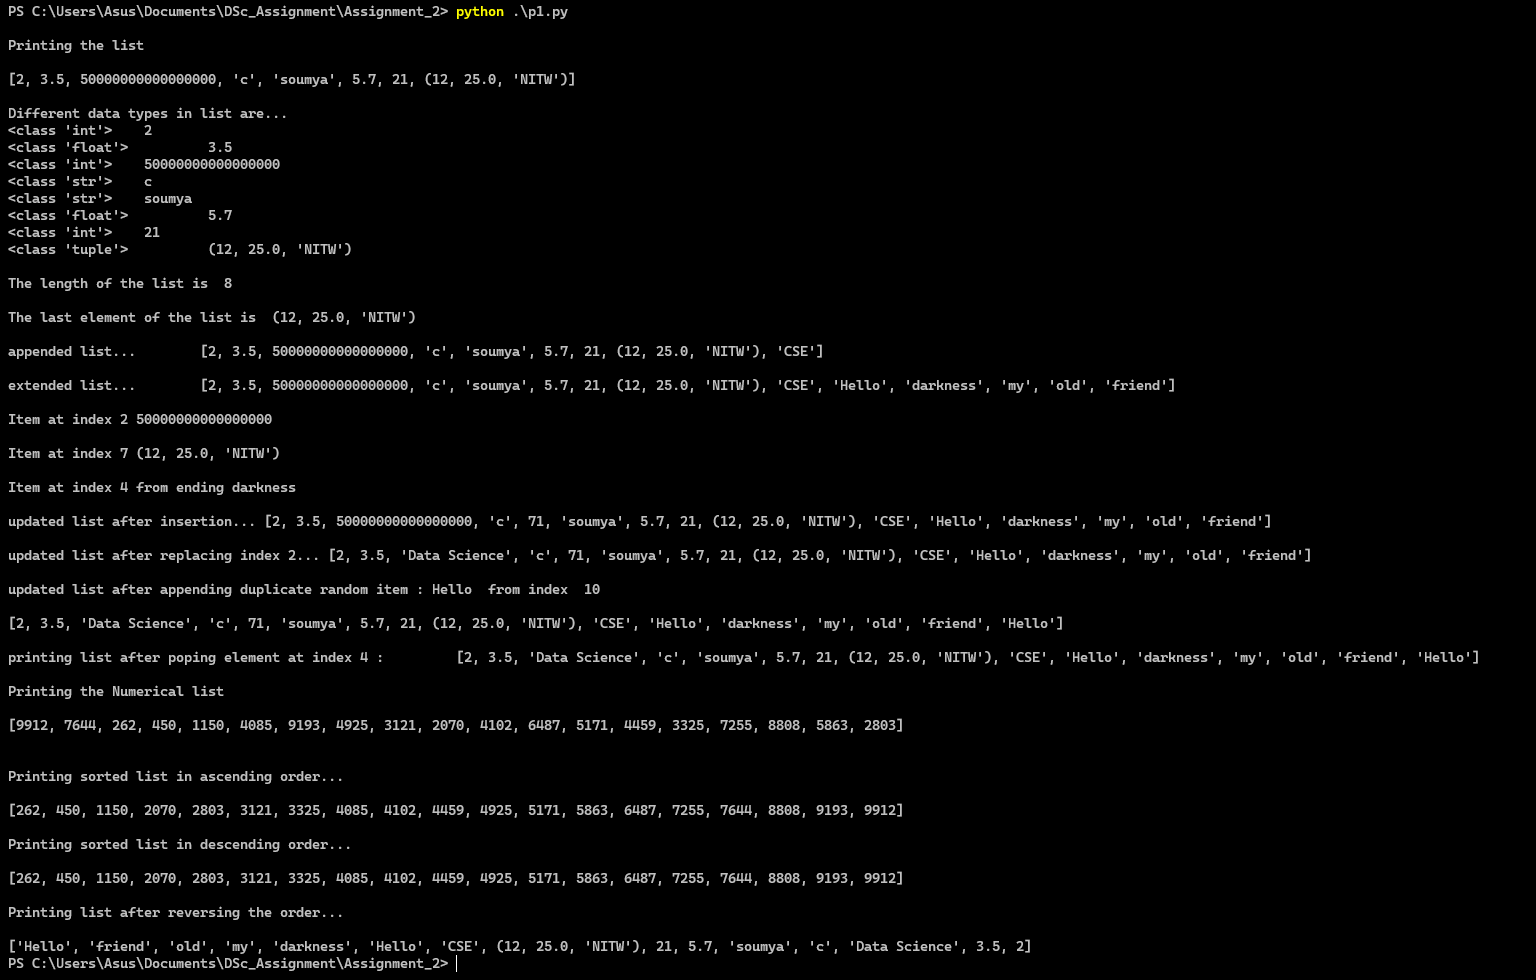 PS C:\Users\Asus\Documents\DSc_Assignment\Assignment_2> python .\p1.py
Printing the list
[2, 3.5, 50000000000000000, 'c', 'soumya', 5.7, 21, (12, 25.0, 'NITW')]
Different data types in list are...
<class 'int'>    2
<class 'float'>          3.5
<class 'int'>    50000000000000000
<class 'str'>    c
<class 'str'>    soumya
<class 'float'>          5.7
<class 'int'>    21
<class 'tuple'>          (12, 25.0, 'NITW')
The length of the list is  8
The last element of the list is  (12, 25.0, 'NITW')
appended list...        [2, 3.5, 50000000000000000, 'c', 'soumya', 5.7, 21, (12, 25.0, 'NITW'), 'CSE']
extended list...        [2, 3.5, 50000000000000000, 'c', 'soumya', 5.7, 21, (12, 25.0, 'NITW'), 'CSE', 'Hello', 'darkness', 'my', 'old', 'friend']
Item at index 2 50000000000000000
Item at index 7 (12, 25.0, 'NITW')
Item at index 4 from ending darkness
updated list after insertion... [2, 3.5, 50000000000000000, 'c', 71, 'soumya', 5.7, 21, (12, 25.0, 'NITW'), 'CSE', 'Hello', 'darkness', 'my', 'old', 'friend']
updated list after replacing index 2... [2, 3.5, 'Data Science', 'c', 71, 'soumya', 5.7, 21, (12, 25.0, 'NITW'), 'CSE', 'Hello', 'darkness', 'my', 'old', 'friend']
updated list after appending duplicate random item : Hello  from index  10
[2, 3.5, 'Data Science', 'c', 71, 'soumya', 5.7, 21, (12, 25.0, 'NITW'), 'CSE', 'Hello', 'darkness', 'my', 'old', 'friend', 'Hello']
printing list after poping element at index 4 :         [2, 3.5, 'Data Science', 'c', 'soumya', 5.7, 21, (12, 25.0, 'NITW'), 'CSE', 'Hello', 'darkness', 'my', 'old', 'friend', 'Hello']
Printing the Numerical list
[9912, 7644, 262, 450, 1150, 4085, 9193, 4925, 3121, 2070, 4102, 6487, 5171, 4459, 3325, 7255, 8808, 5863, 2803]
Printing sorted list in ascending order...
[262, 450, 1150, 2070, 2803, 3121, 3325, 4085, 4102, 4459, 4925, 5171, 5863, 6487, 7255, 7644, 8808, 9193, 9912]
Printing sorted list in descending order...
[262, 450, 1150, 2070, 2803, 3121, 3325, 4085, 4102, 4459, 4925, 5171, 5863, 6487, 7255, 7644, 8808, 9193, 9912]
Printing list after reversing the order...
['Hello', 'friend', 'old', 'my', 'darkness', 'Hello', 'CSE', (12, 25.0, 'NITW'), 21, 5.7, 'soumya', 'c', 'Data Science', 3.5, 2]
PS C:\Users\Asus\Documents\DSc_Assignment\Assignment_2>